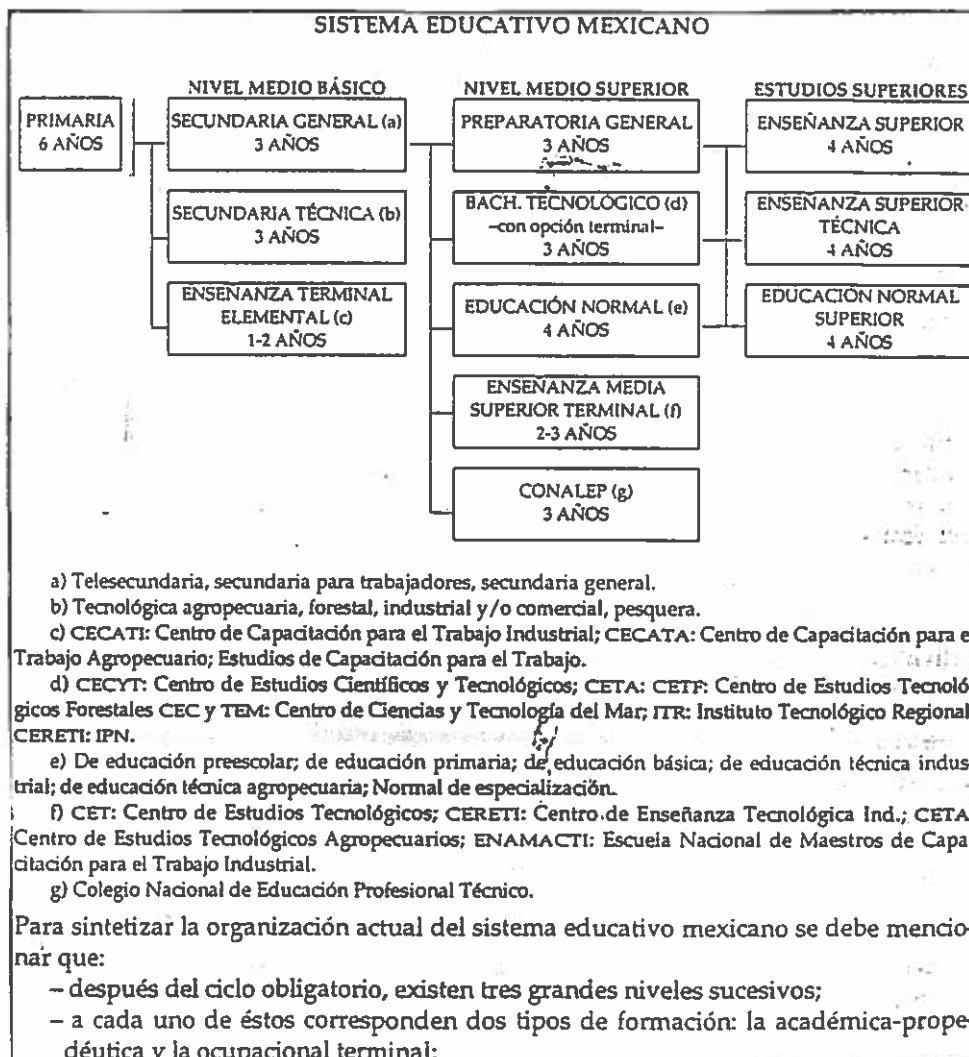 SISTEMA EDUCATIVO MEXICANO
NIVEL MEDIO BÁSICO
NIVEL MEDIO SUPERIOR
ESTUDIOS SUPERIORES
PRIMARIA
6 AÑOS
SECUNDARIA GENERAL (a)
3 AÑOS
PREPARATORIA GENERAL
3 AÑOS
ENSEÑANZA SUPERIOR
4 AÑOS
SECUNDARIA TÉCNICA (b)
3 AÑOS
BACH. TECNOLÓGICO (d)
–con opción terminal–
3 AÑOS
ENSEÑANZA SUPERIOR
TÉCNICA
4 AÑOS
ENSEÑANZA TERMINAL
ELEMENTAL (c)
1-2 AÑOS
EDUCACIÓN NORMAL (e)
4 AÑOS
EDUCACIÓN NORMAL
SUPERIOR
4 AÑOS
ENSEÑANZA MEDIA
SUPERIOR TERMINAL (f)
2-3 AÑOS
CONALEP (g)
3 AÑOS
a) Telesecundaria, secundaria para trabajadores, secundaria general.
b) Tecnológica agropecuaria, forestal, industrial y/o comercial, pesquera.
c) CECATI: Centro de Capacitación para el Trabajo Industrial; CECATA: Centro de Capacitación para e
Trabajo Agropecuario; Estudios de Capacitación para el Trabajo.
d) CECYT: Centro de Estudios Científicos y Tecnológicos; CETA: CETF: Centro de Estudios Tecnoló
gicos Forestales CEC y TEM: Centro de Ciencias y Tecnología del Mar; ITR: Instituto Tecnológico Regional
CERETI: IPN.
e) De educación preescolar; de educación primaria; de educación básica; de educación técnica indus
trial; de educación técnica agropecuaria; Normal de especialización.
f) CET: Centro de Estudios Tecnológicos; CERETI: Centro de Enseñanza Tecnológica Ind.; CETA
Centro de Estudios Tecnológicos Agropecuarios; ENAMACTI: Escuela Nacional de Maestros de Capa
citación para el Trabajo Industrial.
g) Colegio Nacional de Educación Profesional Técnico.
Para sintetizar la organización actual del sistema educativo mexicano se debe mencio-
nar que:
– después del ciclo obligatorio, existen tres grandes niveles sucesivos;
– a cada uno de éstos corresponden dos tipos de formación: la académica-prope-
déutica y la ocupacional terminal;